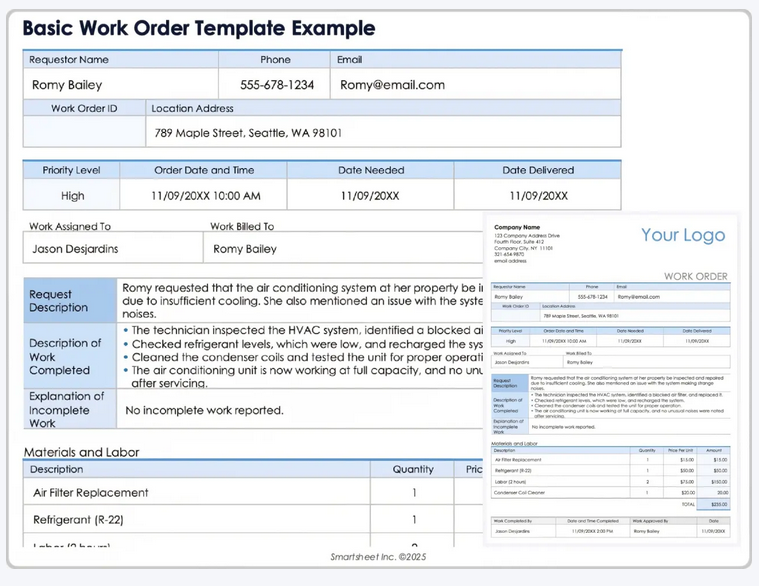 Basic Work Order Template Example
Requestor Name Phone Email
Romy Bailey 555-678-1234 Romy@email.com
Work Order ID Location Address
789 Maple Street, Seattle, WA 98101
Priority Level Order Date and Time Date Needed Date Delivered
High 11/09/20XX 10:00 AM 11/09/20XX 11/09/20XX
Work Assigned To Work Billed To
Jason Desjardins Romy Bailey
Request Description
Romy requested that the air conditioning system at her property be in
due to insufficient cooling. She also mentioned an issue with the syste
noises.
Description of Work Completed
• The technician inspected the HVAC system, identified a blocked ai
• Checked refrigerant levels, which were low, and recharged the sys
• Cleaned the condenser coils and tested the unit for proper operati
• The air conditioning unit is now working at full capacity, and no unu
after servicing.
Explanation of Incomplete Work
No incomplete work reported.
Materials and Labor
Description Quantity Pric
Air Filter Replacement 1
Refrigerant (R-22) 1
Labor (2 hours) 2
Company Name
123 Company Address Drive
Fourth Floor, Suite 412
Company City, NY 11101
321-654-9870
email address
Your Logo
WORK ORDER
Requestor Name Phone Email
Romy Bailey 555-678-1234 Romy@email.com
Work Order ID Location Address
789 Maple Street, Seattle, WA 98101
Priority Level Order Date and Time Date Needed Date Delivered
High 11/09/20XX 10:00 AM 11/09/20XX 11/09/20XX
Work Assigned To Work Billed To
Jason Desjardins Romy Bailey
Request Description
Romy requested that the air conditioning system at her property be inspected and repaired
due to insufficient cooling. She also mentioned an issue with the system making strange
noises.
Description of Work Completed
• The technician inspected the HVAC system, identified a blocked air filter, and replaced it.
• Checked refrigerant levels, which were low, and recharged the system.
• Cleaned the condenser coils and tested the unit for proper operation.
• The air conditioning unit is now working at full capacity, and no unusual noises were noted
after servicing.
Explanation of Incomplete Work
No incomplete work reported.
Materials and Labor
Description Quantity Price Per Unit Amount
Air Filter Replacement 1 $15.00 $15.00
Refrigerant (R-22) 1 $50.00 $50.00
Labor (2 hours) 2 $75.00 $150.00
Condenser Coil Cleaner 1 $20.00 20.00
TOTAL $235.00
Work Completed By Date and Time Completed Work Approved By Date
Jason Desjardins 11/09/20XX 2:00 PM Romy Bailey 11/09/20XX
Smartsheet Inc. ©2025